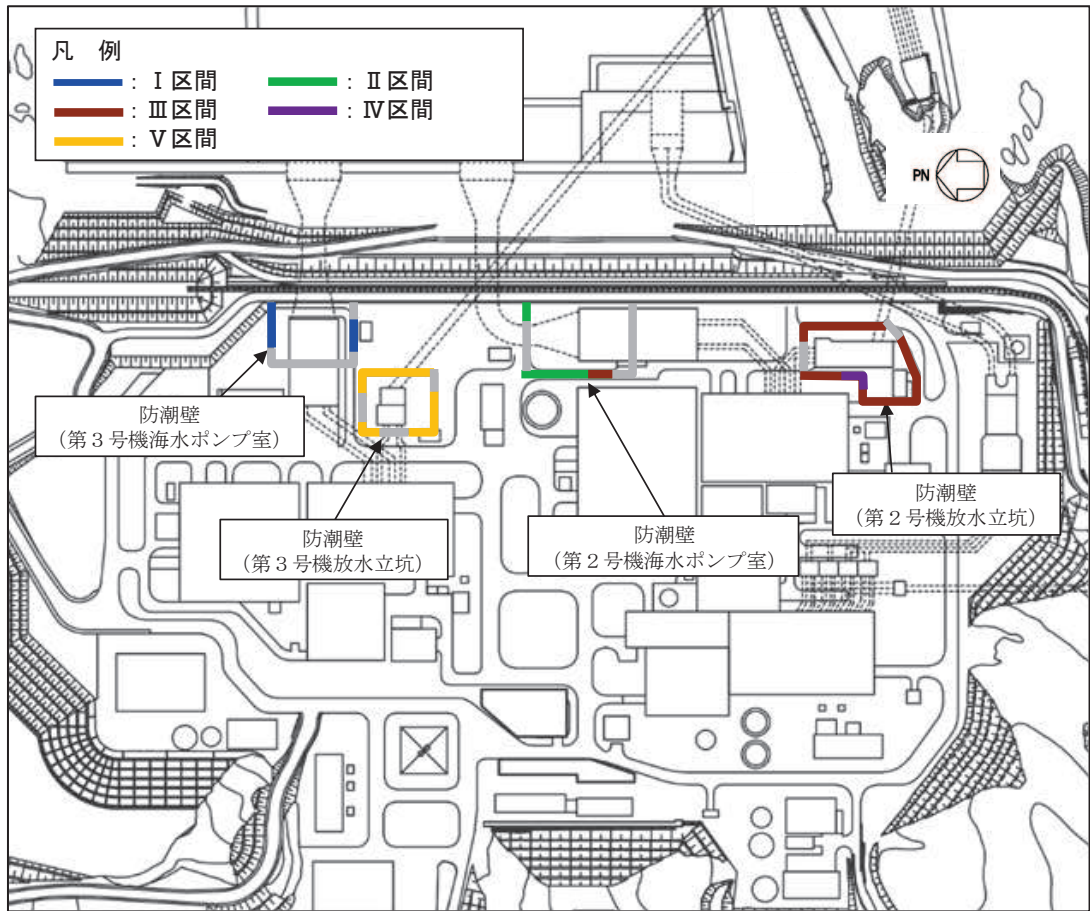 凡 例
: Ⅰ区間
: Ⅱ区間
: Ⅲ区間
: Ⅳ区間
: Ⅴ区間
PN
防潮壁
(第3号機海水ポンプ室)
防潮壁
(第3号機放水立坑)
防潮壁
(第2号機海水ポンプ室)
防潮壁
(第2号機放水立坑)